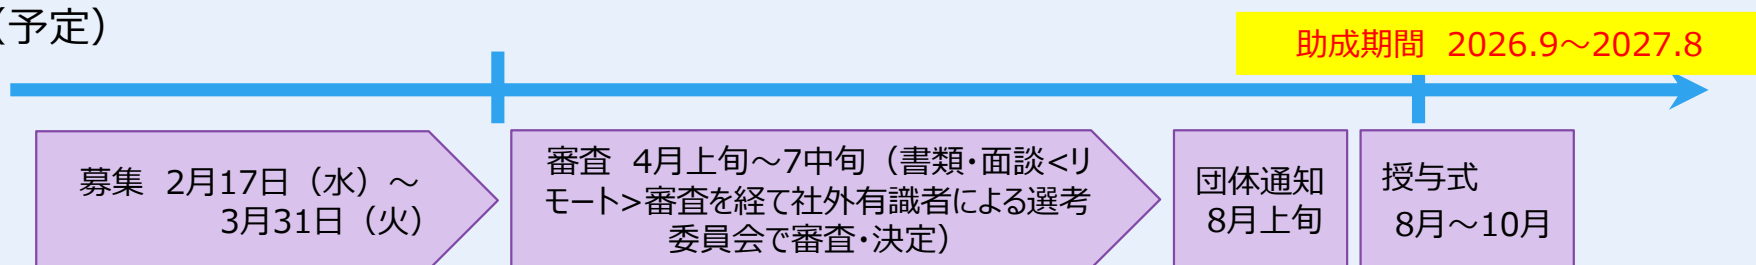 (予定)
助成期間 2026.9～2027.8
募集 2月17日（水）～
3月31日（火）
審査 4月上旬～7中旬（書類・面談<リ
モート>審査を経て社外有識者による選考
委員会で審査・決定）
団体通知
8月上旬
授与式
8月～10月